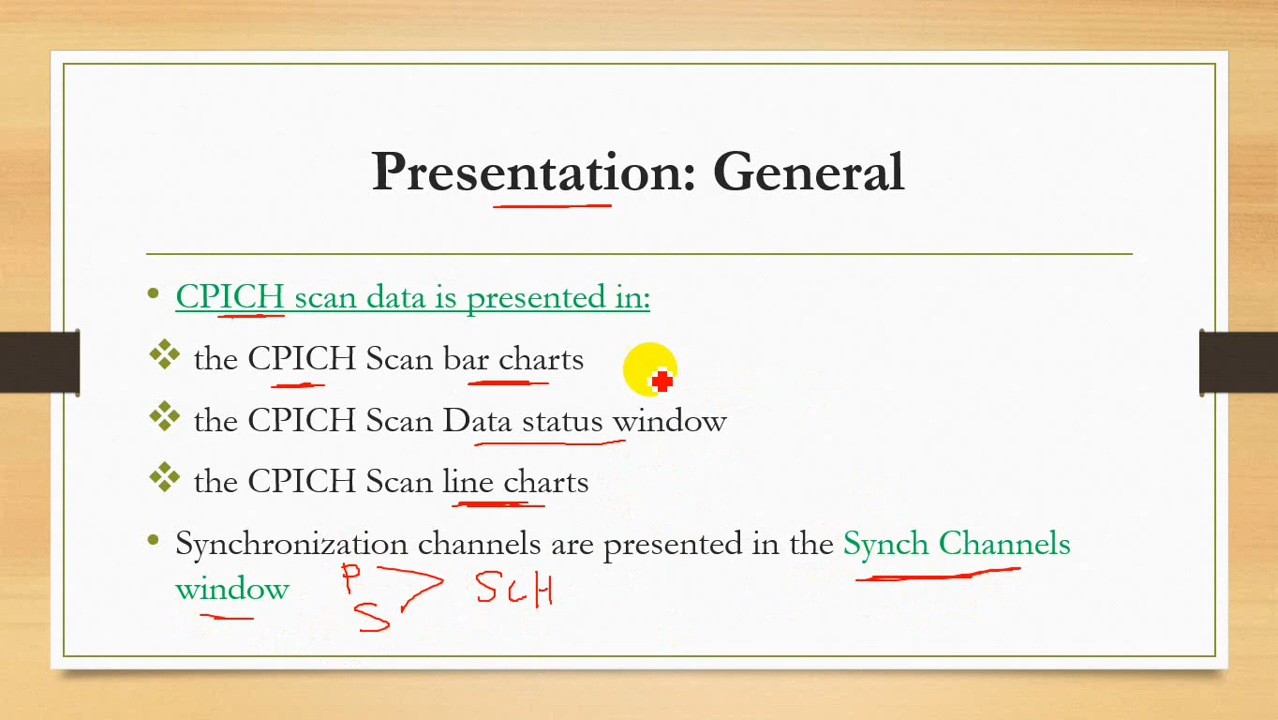 Presentation: General
• CPICH scan data is presented in:
❖ the CPICH Scan bar charts
❖ the CPICH Scan Data status window
❖ the CPICH Scan line charts
• Synchronization channels are presented in the Synch Channels
window
P
S
SCH